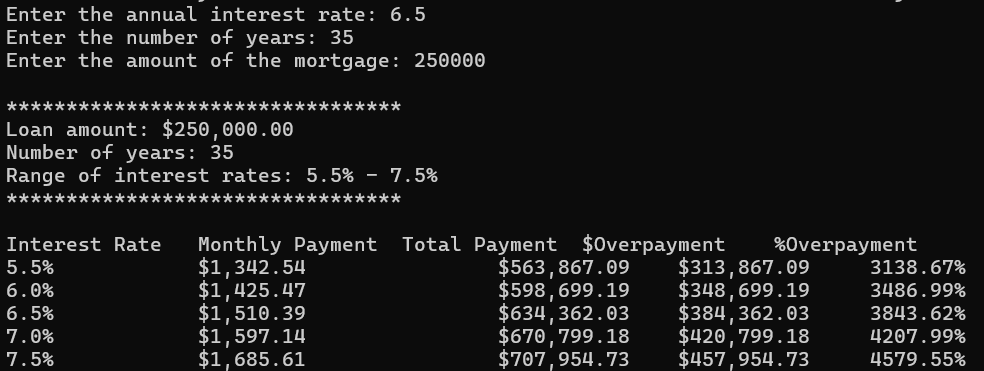 Enter the annual interest rate: 6.5
Enter the number of years: 35
Enter the amount of the mortgage: 250000
*********************************
Loan amount: $250,000.00
Number of years: 35
Range of interest rates: 5.5% - 7.5%
*********************************
Interest Rate   Monthly Payment  Total Payment  $Overpayment    %Overpayment
5.5%            $1,342.54                $563,867.09    $313,867.09     3138.67%
6.0%            $1,425.47                $598,699.19    $348,699.19     3486.99%
6.5%            $1,510.39                $634,362.03    $384,362.03     3843.62%
7.0%            $1,597.14                $670,799.18    $420,799.18     4207.99%
7.5%            $1,685.61                $707,954.73    $457,954.73     4579.55%